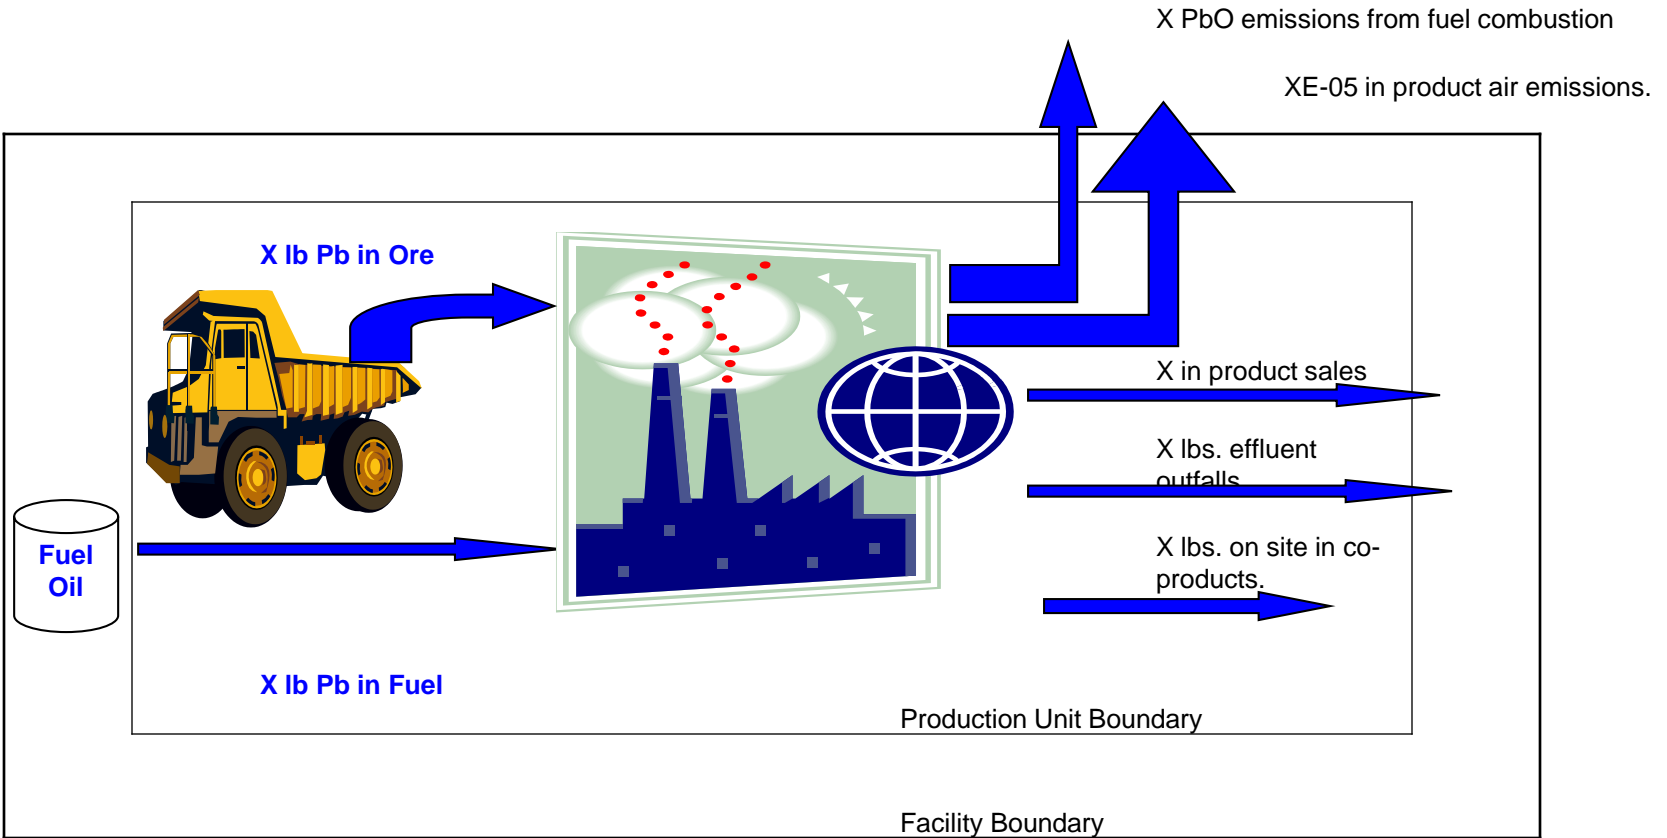 X PbO emissions from fuel combustion
XE-05 in product air emissions.
X lb Pb in Ore
X in product sales
X lbs. effluent
outfalls
X lbs. on site in co-
products.
Fuel
Oil
X lb Pb in Fuel
Production Unit Boundary
Facility Boundary